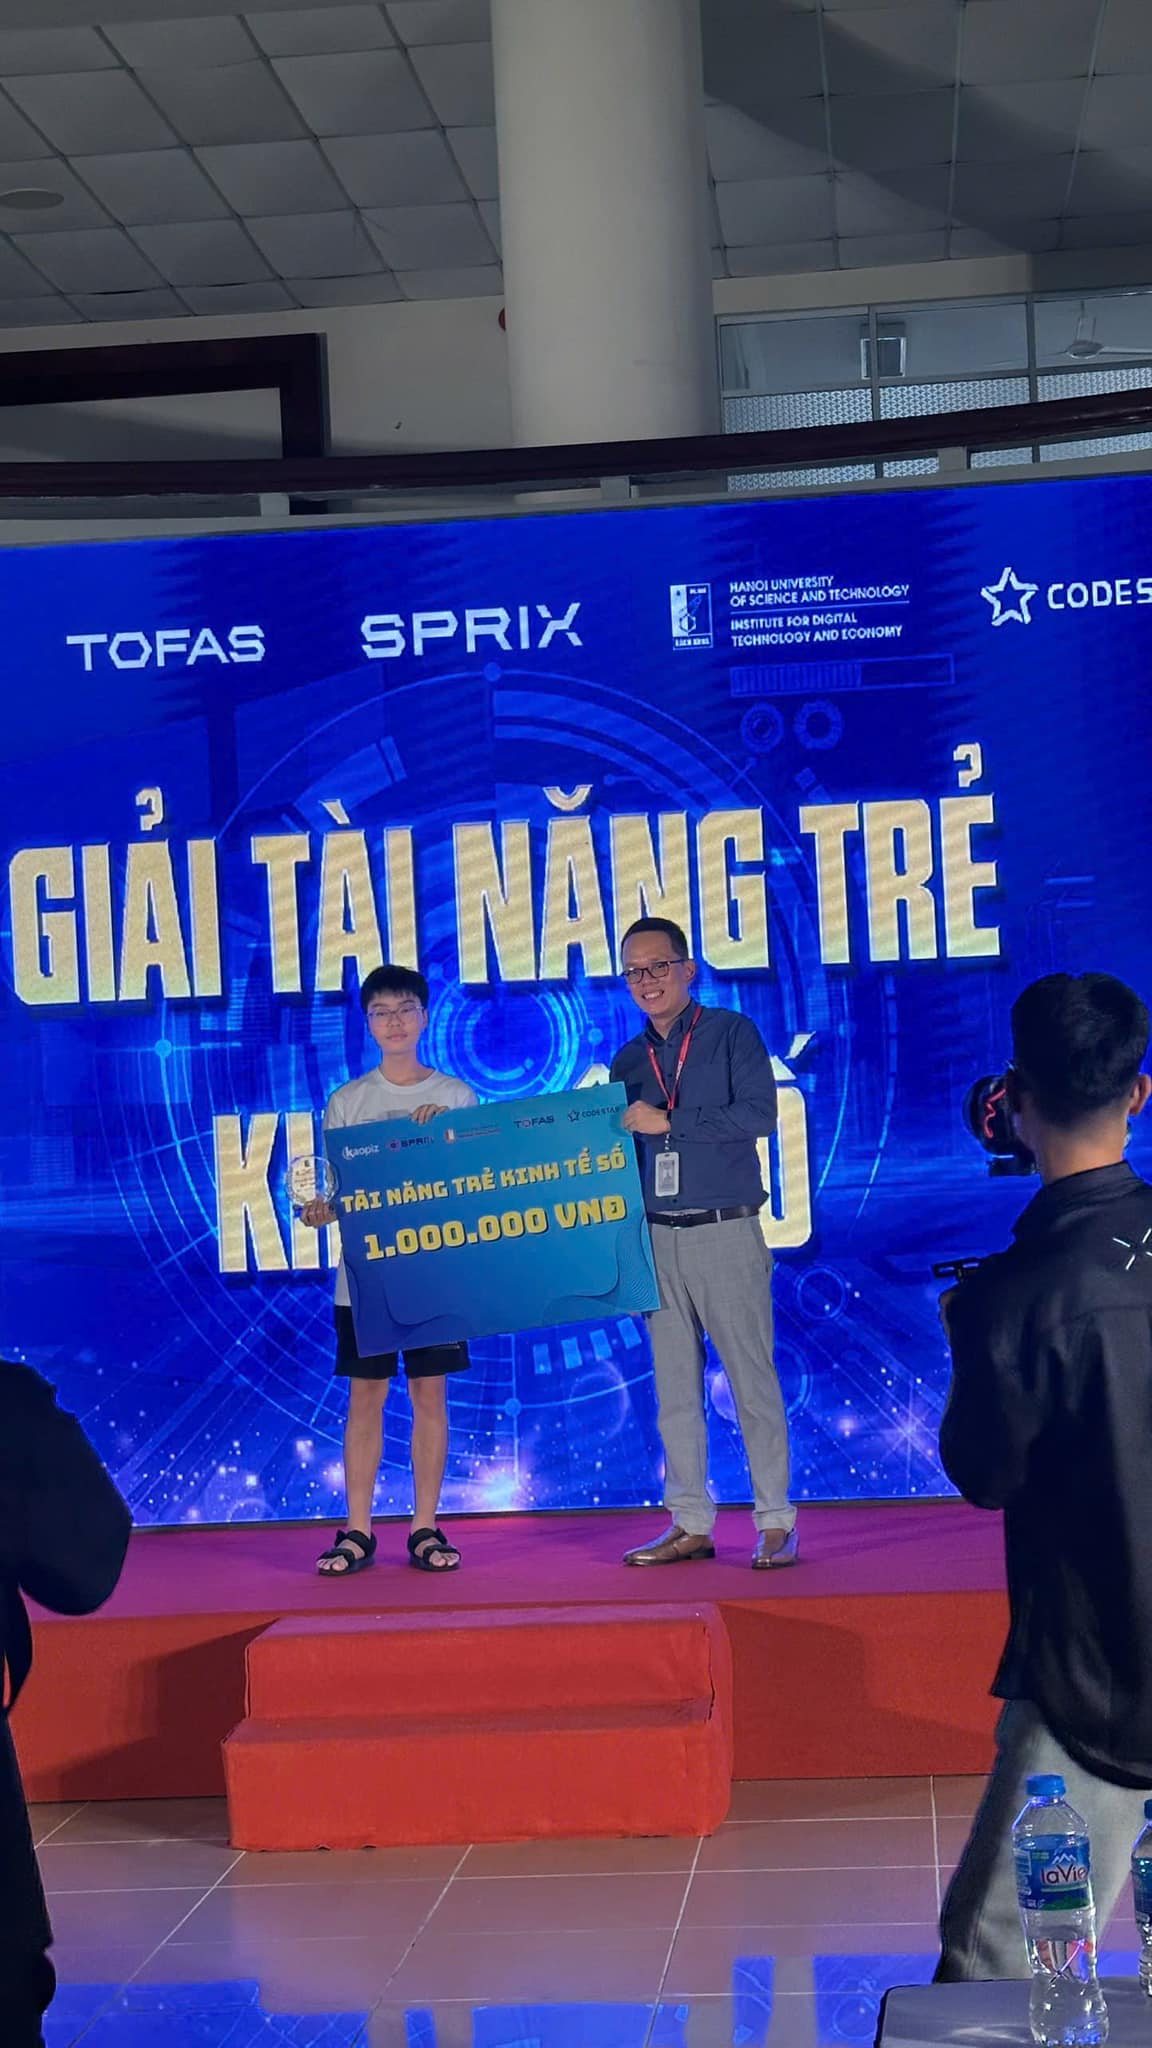 TOFAS
SPRIX
HANOI UNIVERSITY
OF SCIENCE AND TECHNOLOGY
INSTITUTE FOR DIGITAL
TECHNOLOGY AND ECONOMY
CODES
GIẢI TÀI NĂNG TRẺ
kaopiz
SPRIX
TOFAS
CODESTAR
TÀI NĂNG TRẺ KINH TẾ SỐ
1.000.000 VNĐ
laVie